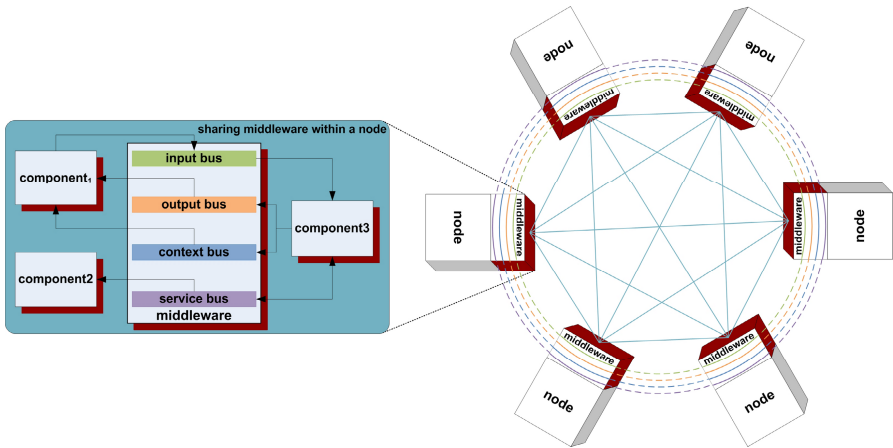 sharing middleware within a node
component₁
component2
input bus
output bus
context bus
service bus
middleware
component3
node
middleware
node
middleware
node
middleware
middleware
node
middleware
node
middleware
node